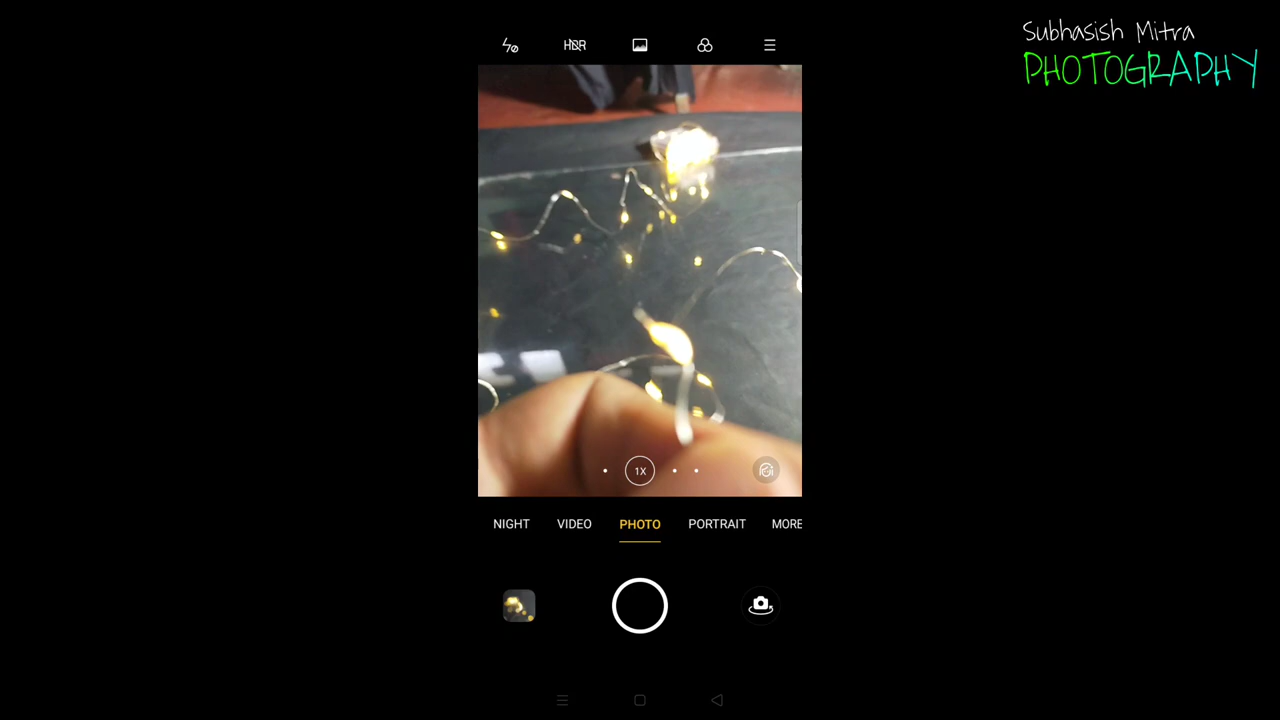 Subhasish Mitra
PHOTOGRAPHY
HDR
1X
NIGHT VIDEO PHOTO PORTRAIT MORE